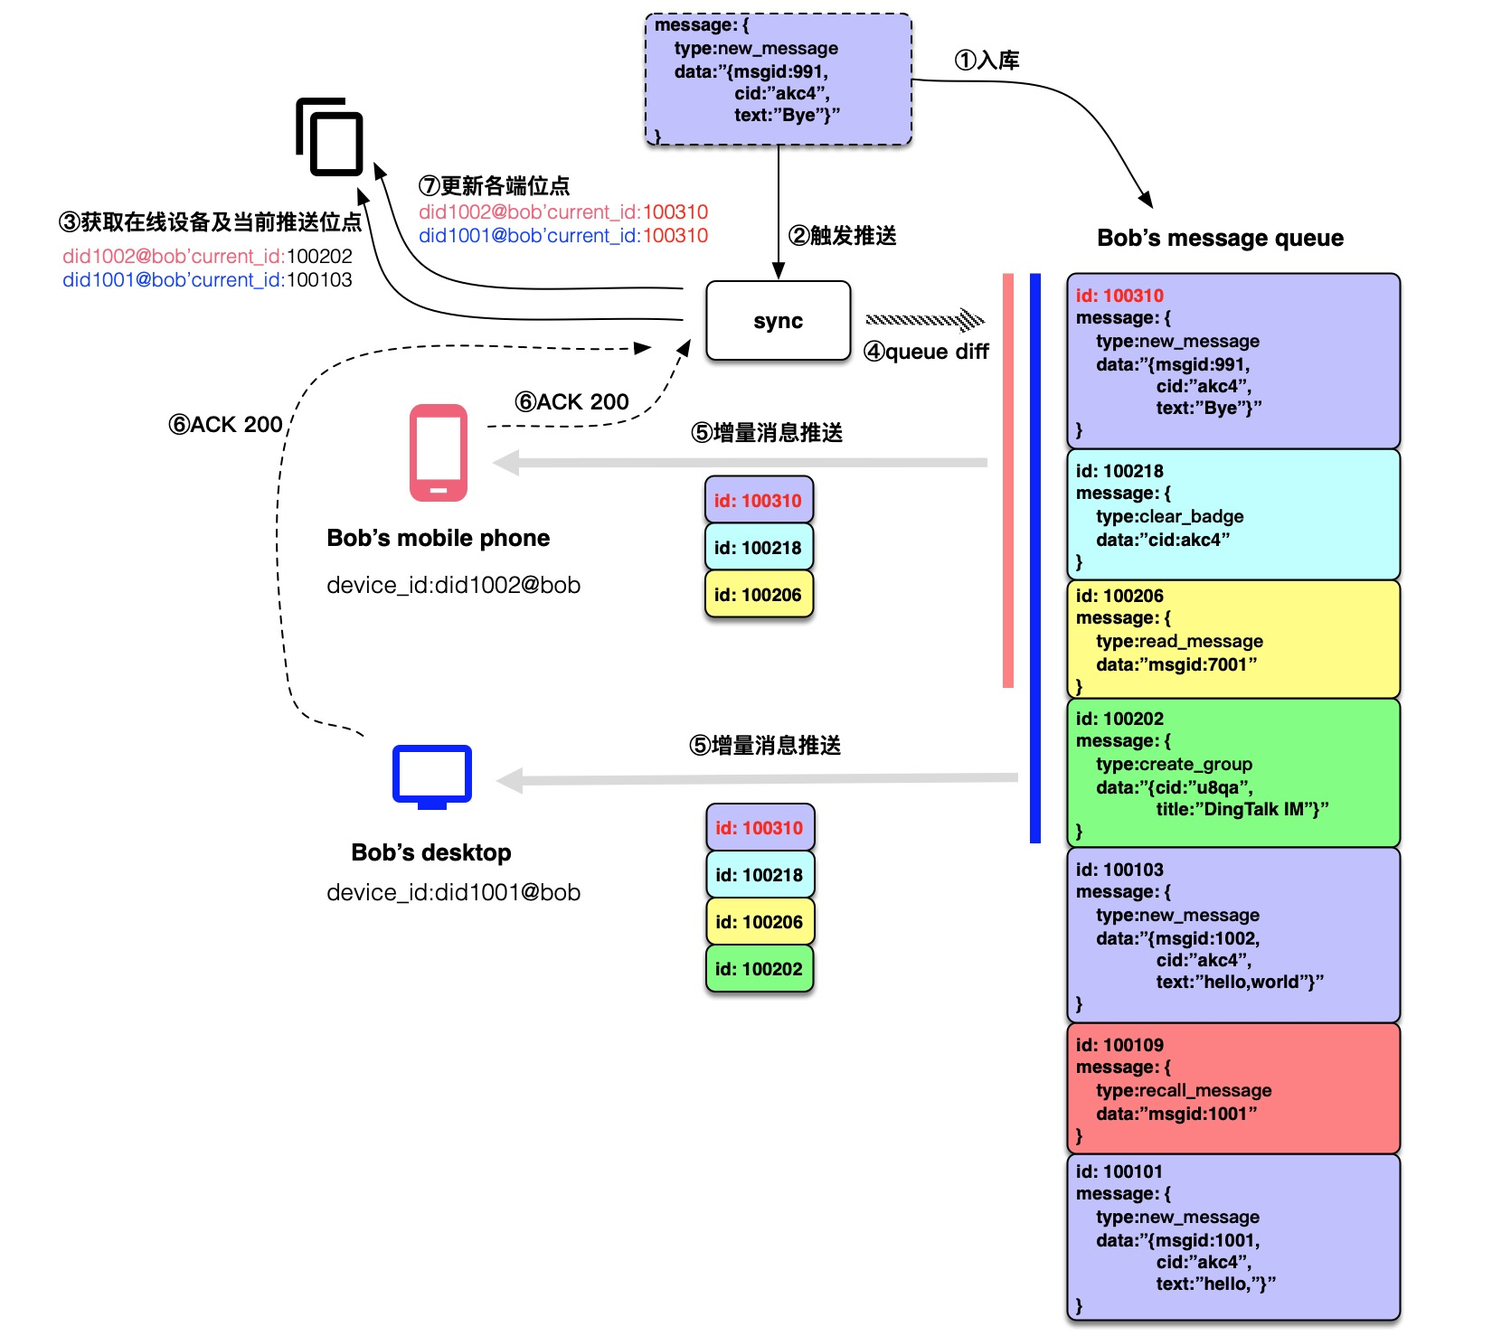 message: {
type:new_message
data:”{msgid:991,
cid:”akc4”,
text:”Bye”}”
}
①入库
⑦更新各端位点
did1002@bob’current_id:100310
did1001@bob’current_id:100310
③获取在线设备及当前推送位点
did1002@bob’current_id:100202
did1001@bob’current_id:100103
②触发推送
sync
④queue diff
⑥ACK 200
⑥ACK 200
⑤增量消息推送
id: 100310
id: 100218
id: 100206
Bob’s mobile phone
device_id:did1002@bob
⑤增量消息推送
id: 100310
id: 100218
id: 100206
id: 100202
Bob’s desktop
device_id:did1001@bob
Bob’s message queue
id: 100310
message: {
type:new_message
data:”{msgid:991,
cid:”akc4”,
text:”Bye”}”
}
id: 100218
message: {
type:clear_badge
data:”cid:akc4”
}
id: 100206
message: {
type:read_message
data:”msgid:7001”
}
id: 100202
message: {
type:create_group
data:”{cid:”u8qa”,
title:”DingTalk IM”}”
}
id: 100103
message: {
type:new_message
data:”{msgid:1002,
cid:”akc4”,
text:”hello,world”}”
}
id: 100109
message: {
type:recall_message
data:”msgid:1001”
}
id: 100101
message: {
type:new_message
data:”{msgid:1001,
cid:”akc4”,
text:”hello,”}”
}